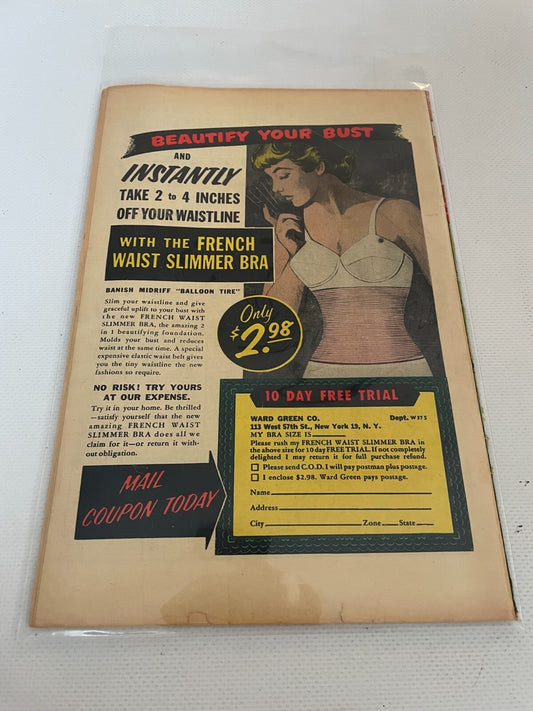 BEAUTIFY YOUR BUST
AND
INSTANTLY
TAKE 2 to 4 INCHES
OFF YOUR WAISTLINE
WITH THE FRENCH
WAIST SLIMMER BRA
BANISH MIDRIFF "BALLOON TIRE"
Slim your waistline and give
graceful uplift to your bust with
the new FRENCH WAIST
SLIMMER BRA, the amazing 2
in 1 beautifying foundation.
Molds your bust and reduces
waist at the same time. A special
expensive elastic waist belt gives
you the tiny waistline the new
fashions so require.
Only
$2.98
NO RISK! TRY YOURS
AT OUR EXPENSE.
Try it in your home. Be thrilled
—satisfy yourself that the new
amazing FRENCH WAIST
SLIMMER BRA does all we
claim for it—or return it with-
out obligation.
MAIL
COUPON TODAY
10 DAY FREE TRIAL
WARD GREEN CO. Dept. W375
113 West 57th St., New York 19, N. Y.
MY BRA SIZE IS
Please rush my FRENCH WAIST SLIMMER BRA in
the above size for 10 day FREE TRIAL. If not completely
delighted I may return it for full purchase refund.
Please send C.O.D. I will pay postman plus postage.
I enclose $2.98. Ward Green pays postage.
Name
Address
City Zone State